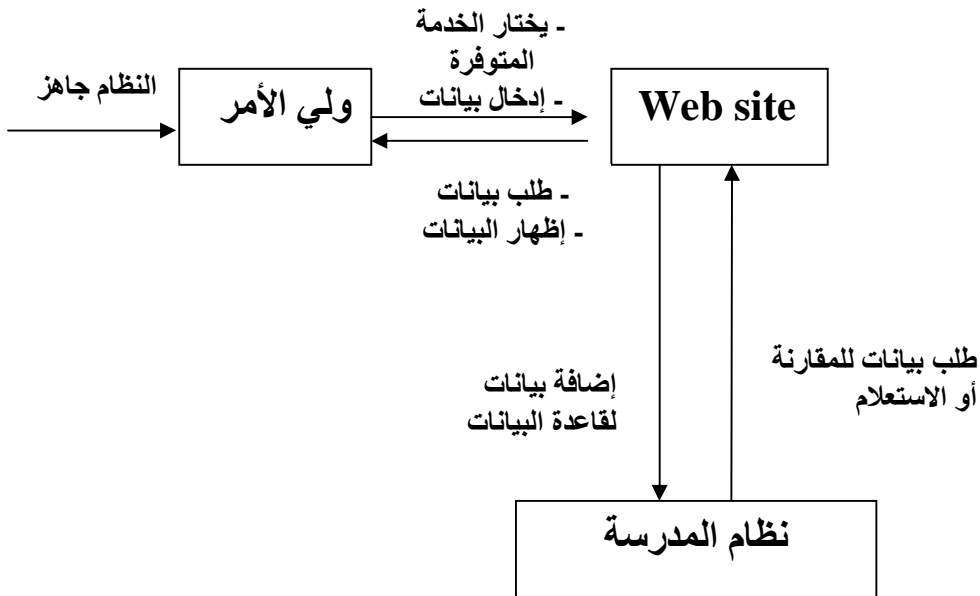 - يختار الخدمة
المتوفرة
- إدخال بيانات
النظام جاهز
ولي الأمر
Web site
- طلب بيانات
- إظهار البيانات
طلب بيانات للمقارنة
أو الاستعلام
إضافة بيانات
لقاعدة البيانات
نظام المدرسة